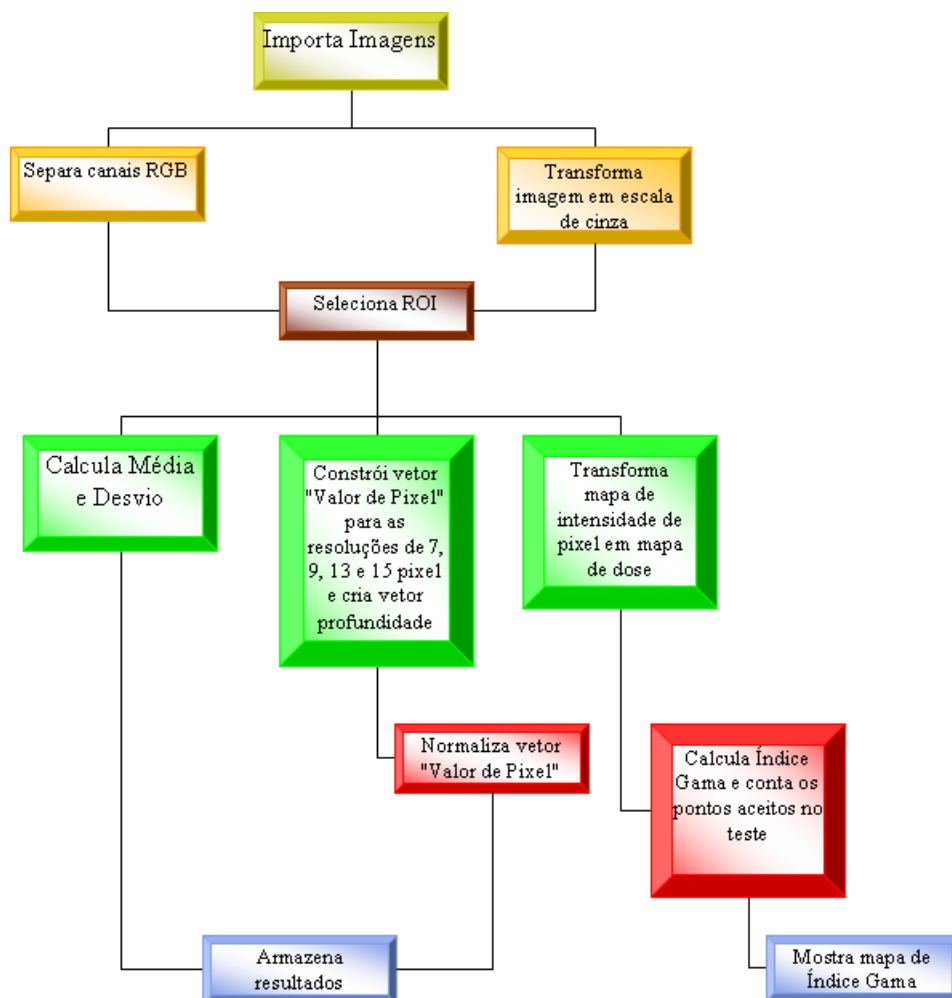 Importa Imagens
Separa canais RGB
Transforma
imagem em escala
de cinza
Seleciona ROI
Calcula Média
e Desvio
Constrói vetor
"Valor de Pixel"
para as
resoluções de 7,
9, 13 e 15 pixel
e cria vetor
profundidade
Transforma
mapa de
intensidade de
pixel em mapa
de dose
Normaliza vetor
"Valor de Pixel"
Calcula Índice
Gama e conta os
pontos aceitos no
teste
Armazena
resultados
Mostra mapa de
Índice Gama